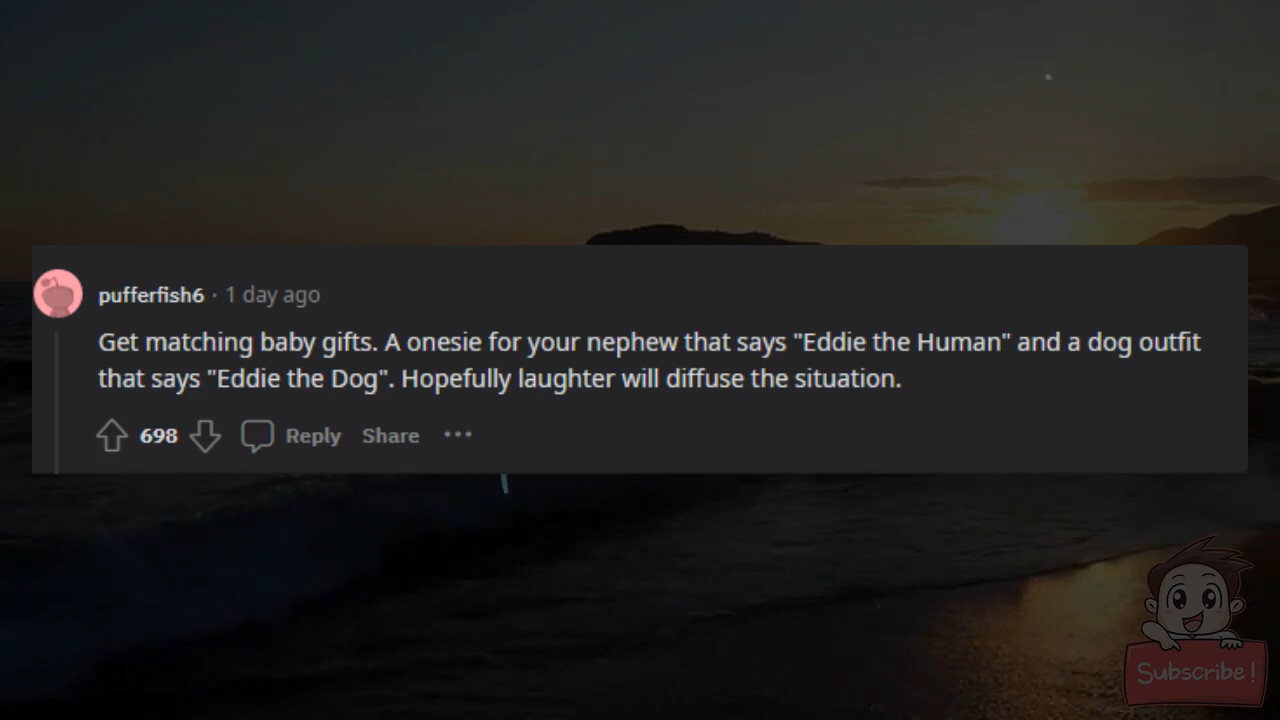 pufferfish6 · 1 day ago
Get matching baby gifts. A onesie for your nephew that says "Eddie the Human" and a dog outfit
that says "Eddie the Dog". Hopefully laughter will diffuse the situation.
698 Reply Share ···
Subscribe!